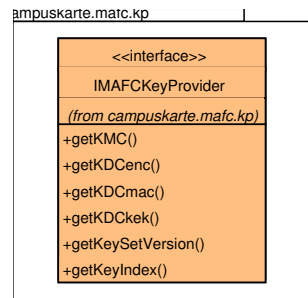 ampuskarte.mafc.kp
<<interface>>
IMAFCKeyProvider
(from campuskarte.mafc.kp)
+getKMC()
+getKDCenc()
+getKDCmac()
+getKDCkek()
+getKeySetVersion()
+getKeyIndex()